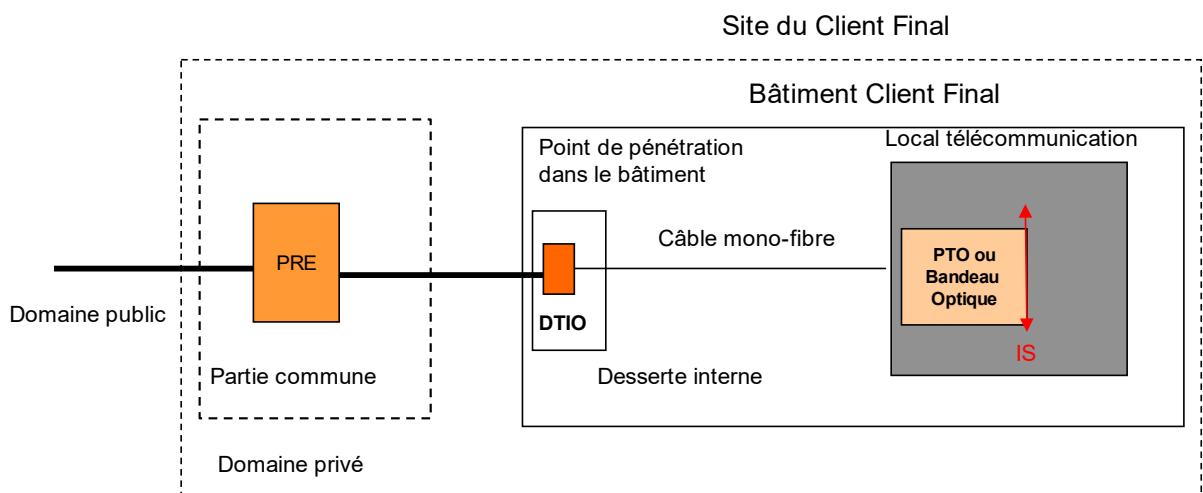 Site du Client Final
Bâtiment Client Final
Point de pénétration
dans le bâtiment
Local télécommunication
Câble mono-fibre
PRE
PTO ou
Bandeau
Optique
Domaine public
DTIO
IS
Partie commune
Desserte interne
Domaine privé